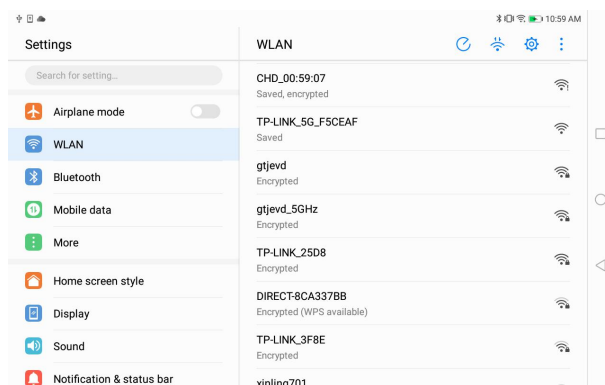 10:59 AM
Settings
Search for setting...
Airplane mode
WLAN
Bluetooth
Mobile data
More
Home screen style
Display
Sound
Notification & status bar
WLAN
CHD_00:59:07
Saved, encrypted
TP-LINK_5G_F5CEAF
Saved
gtjevd
Encrypted
gtjevd_5GHz
Encrypted
TP-LINK_25D8
Encrypted
DIRECT-8CA337BB
Encrypted (WPS available)
TP-LINK_3F8E
Encrypted
xinling701